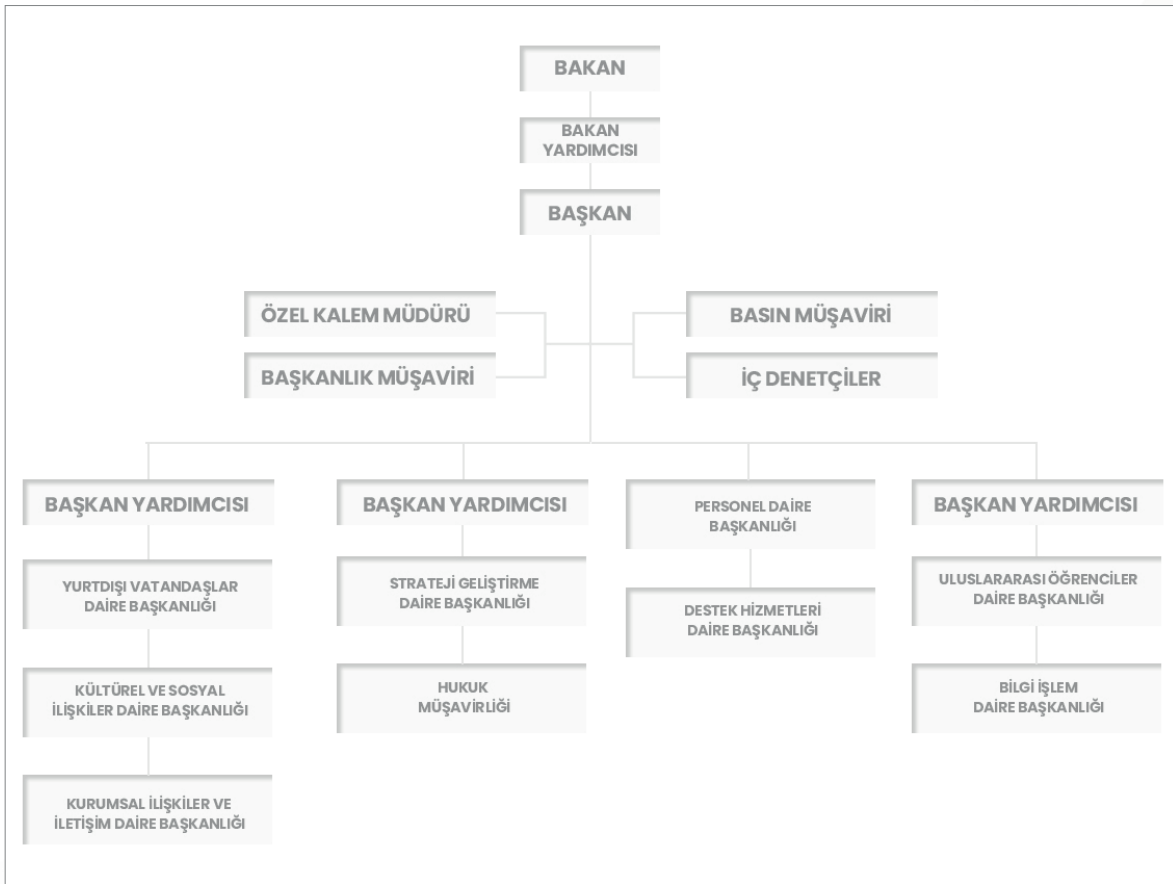 BAKAN
BAKAN
YARDIMCISI
BAŞKAN
ÖZEL KALEM MÜDÜRÜ
BASIN MÜŞAVİRİ
BAŞKANLIK MÜŞAVİRİ
İÇ DENETÇİLER
BAŞKAN YARDIMCISI
YURTDIŞI VATANDAŞLAR
DAİRE BAŞKANLIĞI
KÜLTÜREL VE SOSYAL
İLİŞKİLER DAİRE BAŞKANLIĞI
KURUMSAL İLİŞKİLER VE
İLETİŞİM DAİRE BAŞKANLIĞI
BAŞKAN YARDIMCISI
STRATEJİ GELİŞTİRME
DAİRE BAŞKANLIĞI
HUKUK
MÜŞAVİRLİĞİ
PERSONEL DAİRE
BAŞKANLIĞI
DESTEK HİZMETLERİ
DAİRE BAŞKANLIĞI
BAŞKAN YARDIMCISI
ULUSLARARASI ÖĞRENCİLER
DAİRE BAŞKANLIĞI
BİLGİ İŞLEM
DAİRE BAŞKANLIĞI